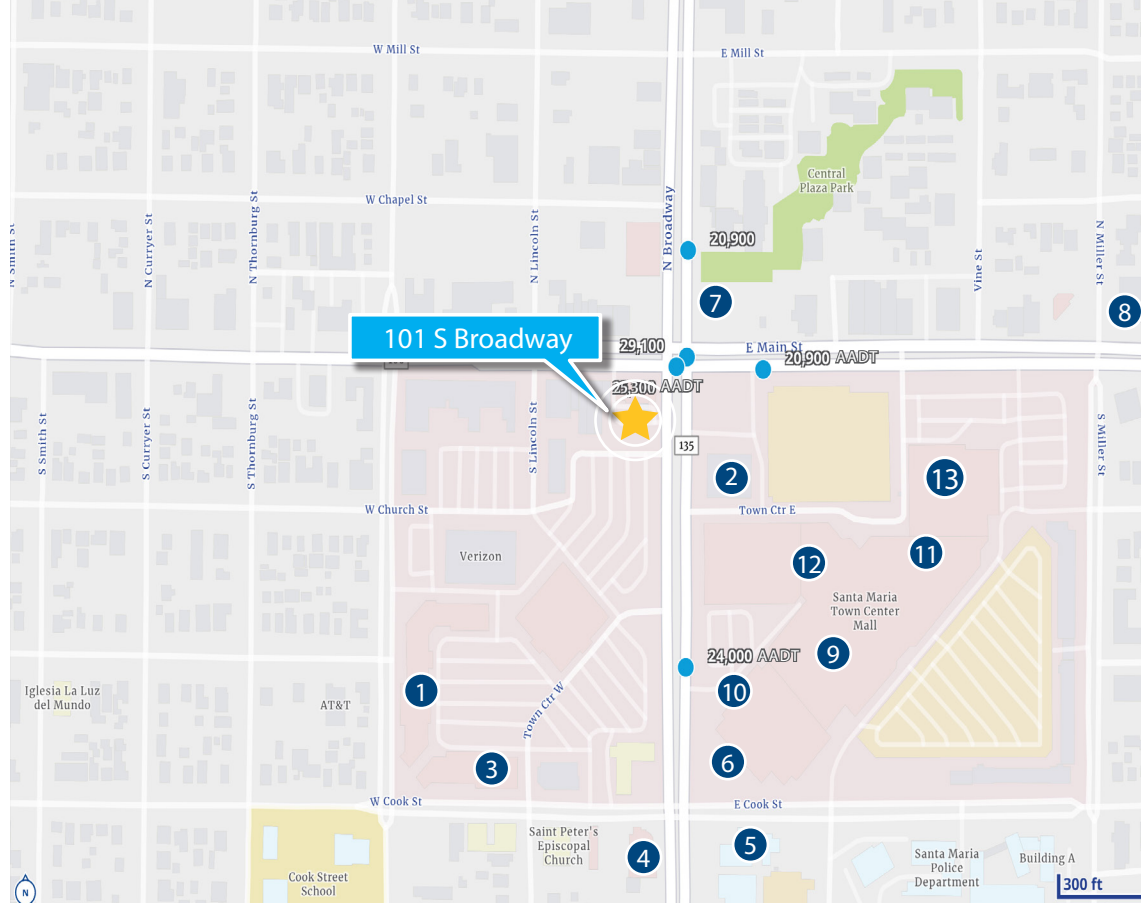 W Mill St
E Mill St
Central
Plaza Park
N Smith St
N Curryer St
N Thornburg St
W Chapel St
N Lincoln St
N Broadway
20,900
Vine St
N Miller St
7
8
101 S Broadway
29,100
E Main St
20,900 AADT
AADT
135
S Smith St
S Curryer St
S Thornburg St
S Lincoln St
S Miller St
2
13
W Church St
Town Ctr E
Verizon
12
11
Santa Maria
Town Center
Mall
9
24,000 AADT
Iglesia La Luz
del Mundo
AT&T
1
10
Town Ctr W
3
6
W Cook St
E Cook St
Saint Peter's
Episcopal
Church
4
5
Cook Street
School
Santa Maria
Police
Department
Building A
N
300 ft